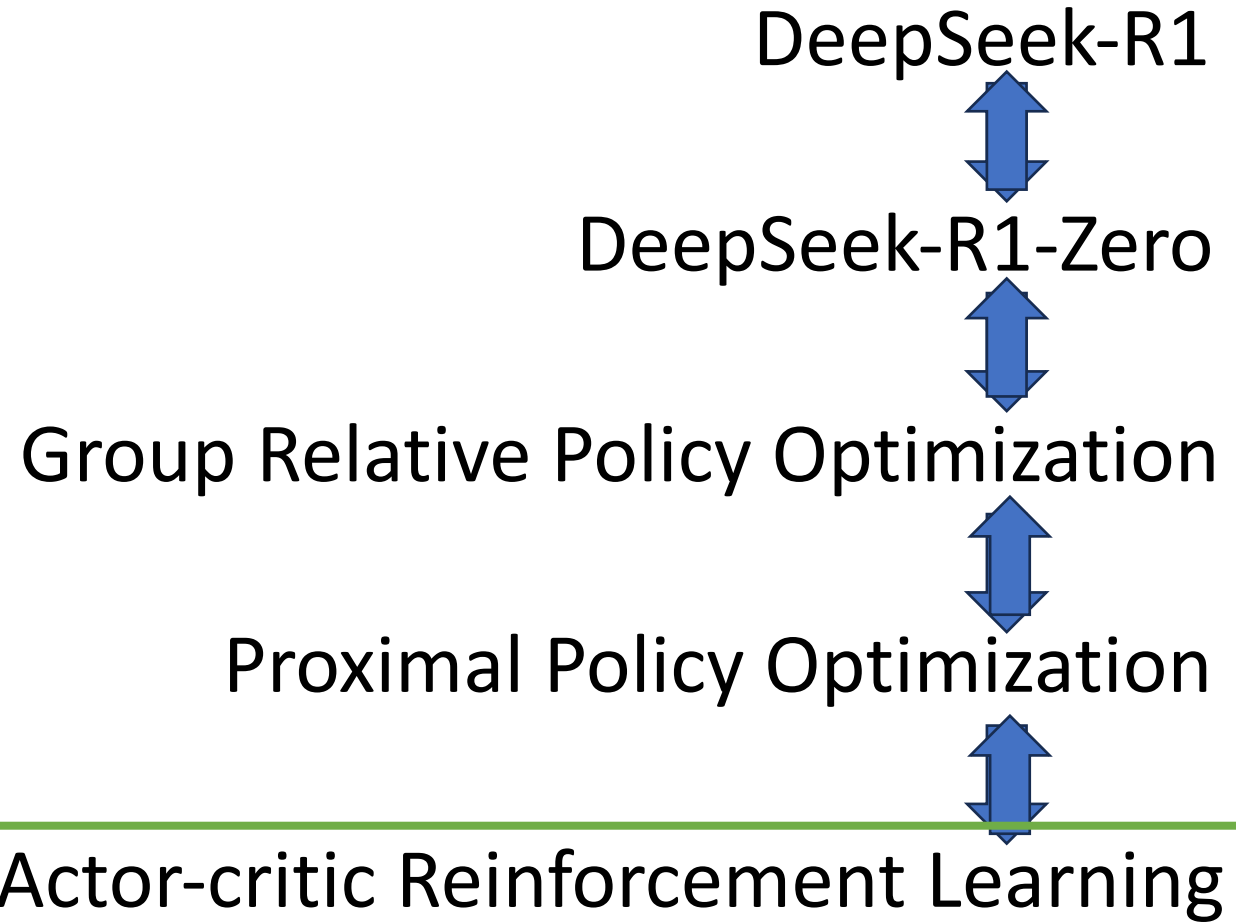 DeepSeek-R1
DeepSeek-R1-Zero
Group Relative Policy Optimization
Proximal Policy Optimization
Actor-critic Reinforcement Learning